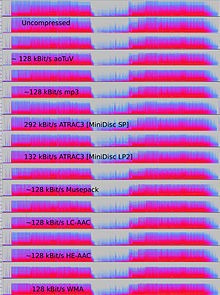 Uncompressed
~ 128 kBit/s aoTuV
~128 kBit/s mp3
292 kBit/s ATRAC3 [MiniDisc SP]
132 kBit/s ATRAC3 [MiniDisc LP2]
~128 kBit/s Musepack
~128 kBit/s LC-AAC
~128 kBit/s HE-AAC
128 kBit/s WMA